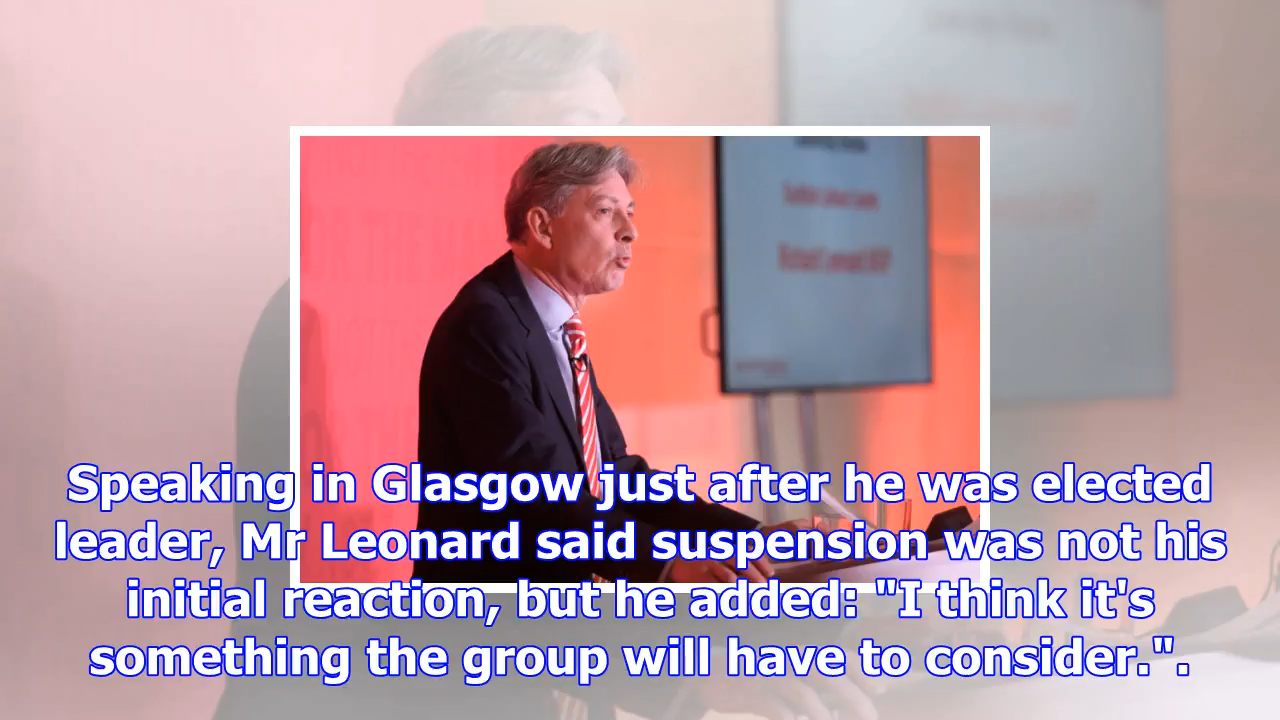 Speaking in Glasgow just after he was elected
leader, Mr Leonard said suspension was not his
initial reaction, but he added: "I think it's
something the group will have to consider.".